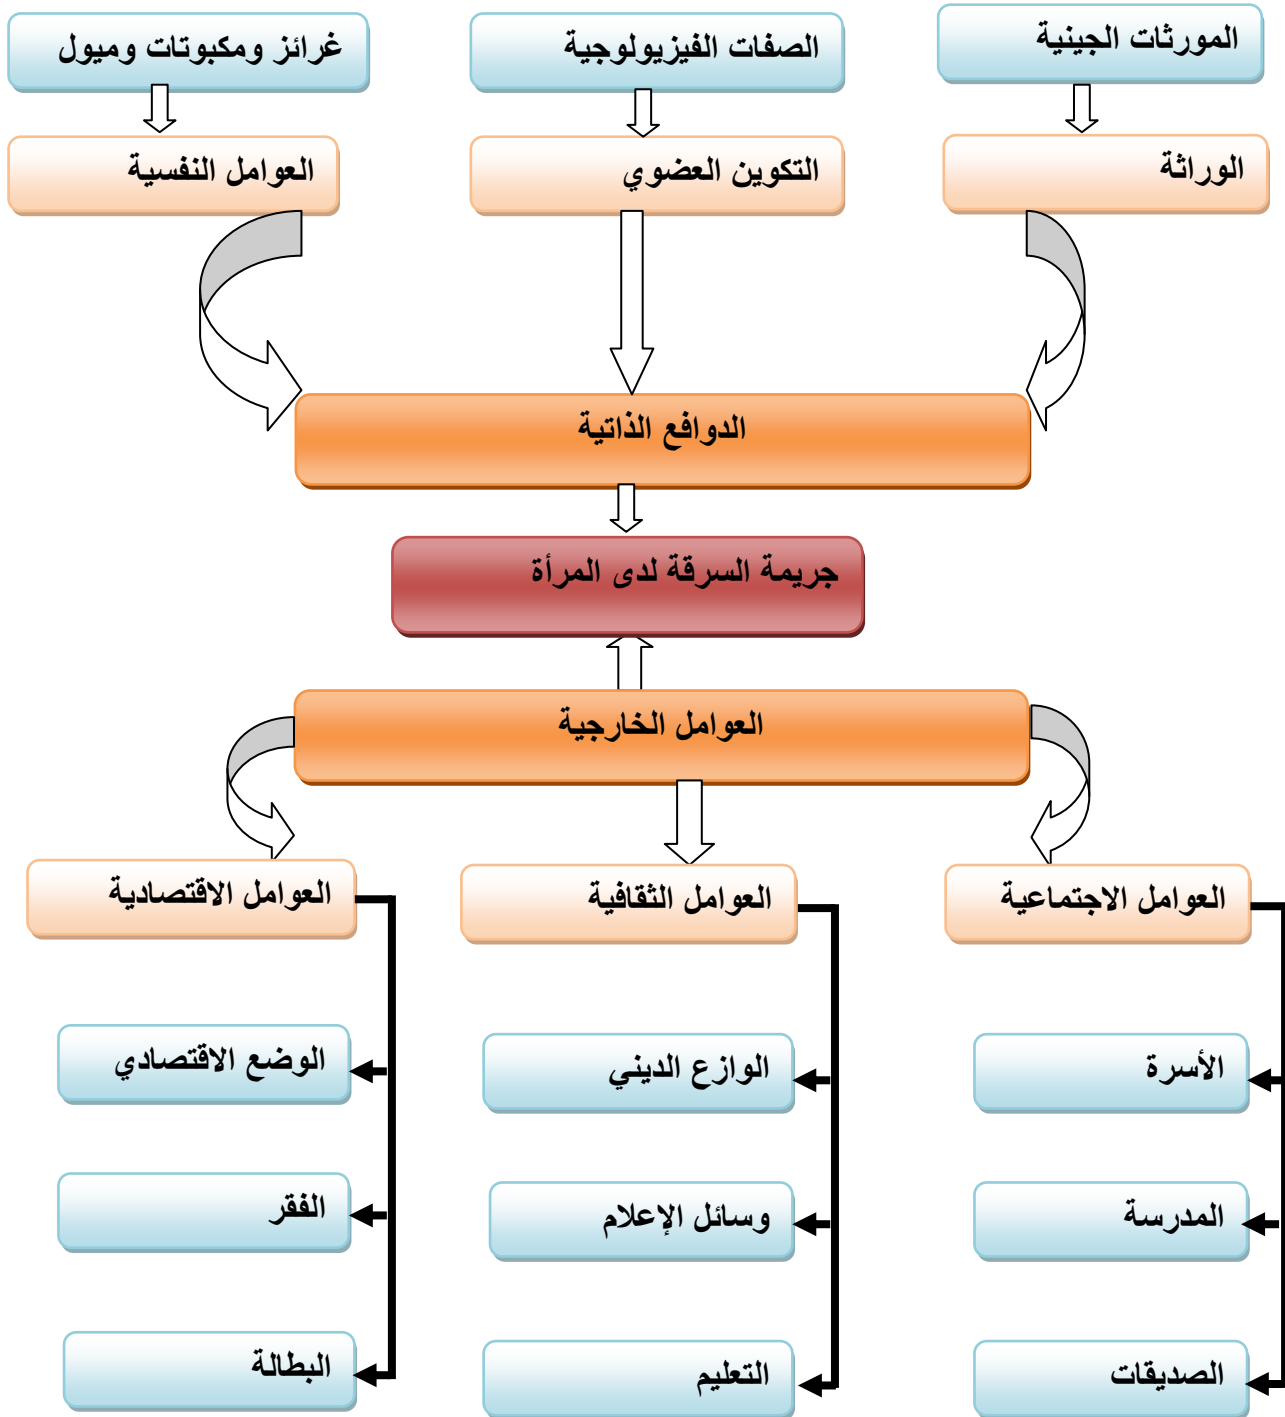 المورثات الجينية
الصفات الفيزيولوجية
غرائز ومكبوتات وميول
الوراثة
التكوين العضوي
العوامل النفسية
الدوافع الذاتية
جريمة السرقة لدى المرأة
العوامل الخارجية
العوامل الاجتماعية
العوامل الثقافية
العوامل الاقتصادية
الأسرة
الوازع الديني
الوضع الاقتصادي
المدرسة
وسائل الإعلام
الفقر
الصديقات
التعليم
البطالة